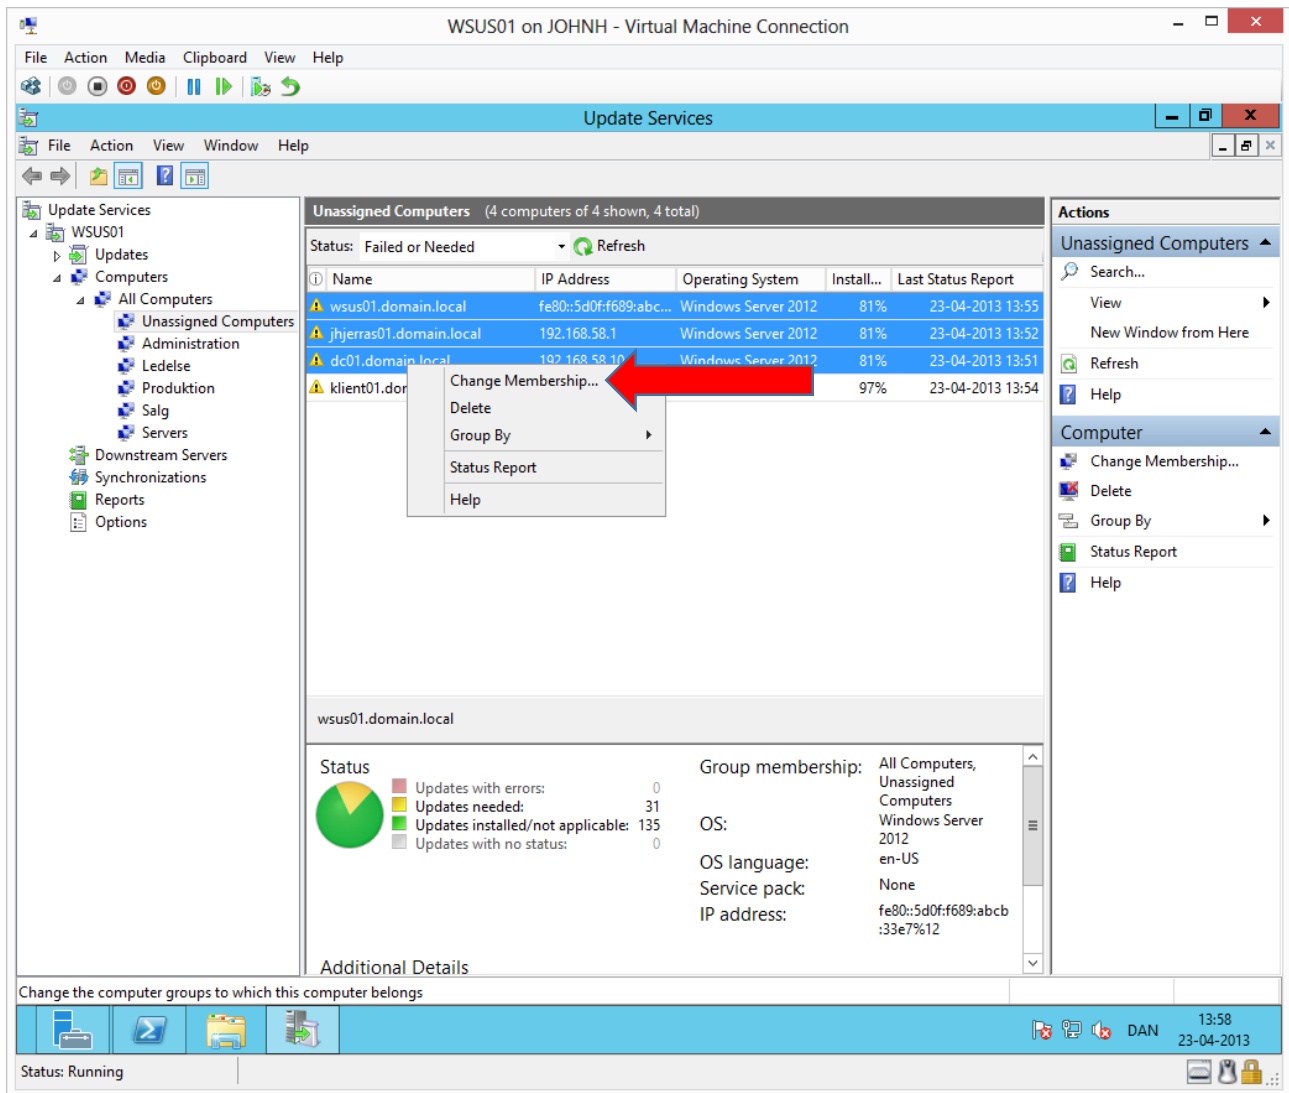 WSUS01 on JOHNH - Virtual Machine Connection
File Action Media Clipboard View Help
Update Services
File Action View Window Help
Update Services
WSUS01
Updates
Computers
All Computers
Unassigned Computers
Administration
Ledelse
Produktion
Salg
Servers
Downstream Servers
Synchronizations
Reports
Options
Unassigned Computers (4 computers of 4 shown, 4 total)
Status: Failed or Needed Refresh
Name IP Address Operating System Install... Last Status Report
wsus01.domain.local fe80::5d0f:f689:abc... Windows Server 2012 81% 23-04-2013 13:55
jhjerras01.domain.local 192.168.58.1 Windows Server 2012 81% 23-04-2013 13:52
dc01.domain.local 192.168.58.10 Windows Server 2012 81% 23-04-2013 13:51
klient01.dor 97% 23-04-2013 13:54
Change Membership...
Delete
Group By
Status Report
Help
wsus01.domain.local
Status
Updates with errors: 0
Updates needed: 31
Updates installed/not applicable: 135
Updates with no status: 0
Group membership: All Computers,
Unassigned
Computers
OS: Windows Server
2012
OS language: en-US
Service pack: None
IP address: fe80::5d0f:f689:abcb
:33e7%12
Additional Details
Actions
Unassigned Computers
Search...
View
New Window from Here
Refresh
Help
Computer
Change Membership...
Delete
Group By
Status Report
Help
Change the computer groups to which this computer belongs
DAN
13:58
23-04-2013
Status: Running